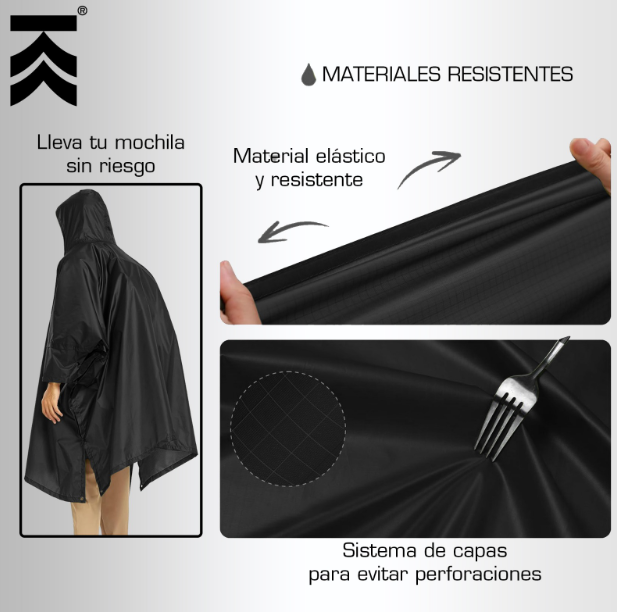 ®
MATERIALES RESISTENTES
Lleva tu mochila
sin riesgo
Material elástico
y resistente
Sistema de capas
para evitar perforaciones